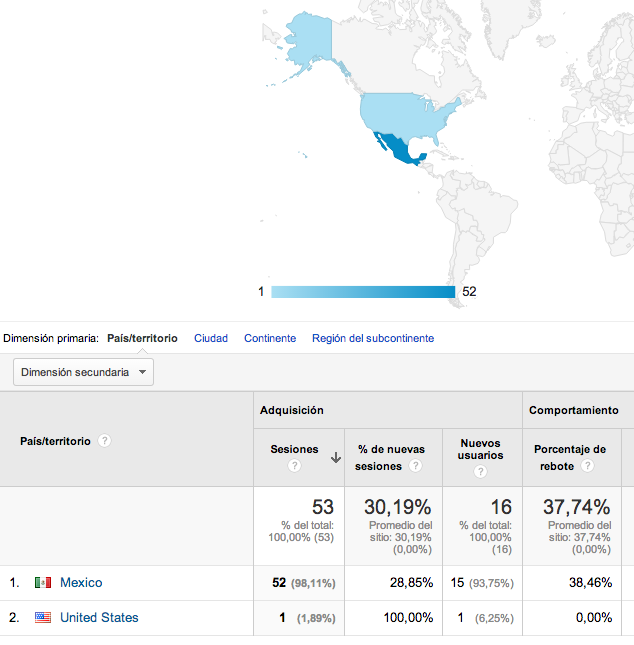 1 52
Dimensión primaria: País/territorio Ciudad Continente Región del subcontinente
Dimensión secundaria
País/territorio ?
Adquisición
Comportamiento
Sesiones
?
% de nuevas
sesiones ?
Nuevos
usuarios
?
Porcentaje de
rebote ?
53
% del total:
100,00% (53)
30,19%
Promedio del
sitio: 30,19%
(0,00%)
16
% del total:
100,00%
(16)
37,74%
Promedio del
sitio: 37,74%
(0,00%)
1. Mexico 52 (98,11%) 28,85% 15 (93,75%) 38,46%
2. United States 1 (1,89%) 100,00% 1 (6,25%) 0,00%